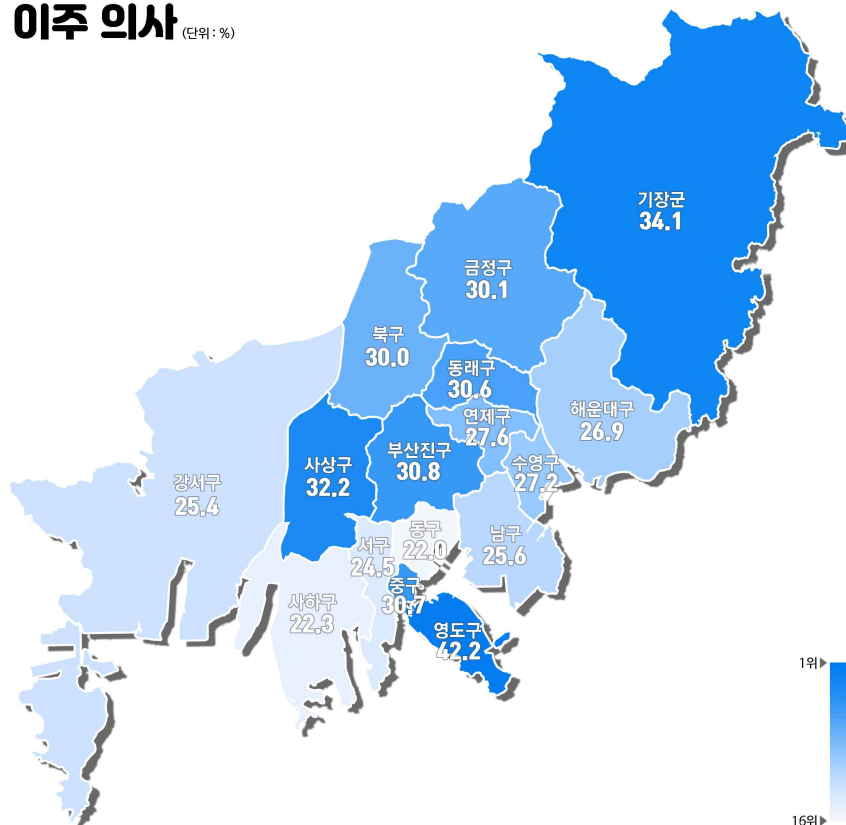 이주 의사 (단위 : %)
기장군
34.1
금정구
30.1
북구
30.0
동래구
30.6
해운대구
26.9
연제구
27.6
부산진구
30.8
사상구
32.2
수영구
27.2
강서구
25.4
동구
22.0
남구
25.6
서구
24.5
중구
30.7
사하구
22.3
영도구
42.2
1위
16위